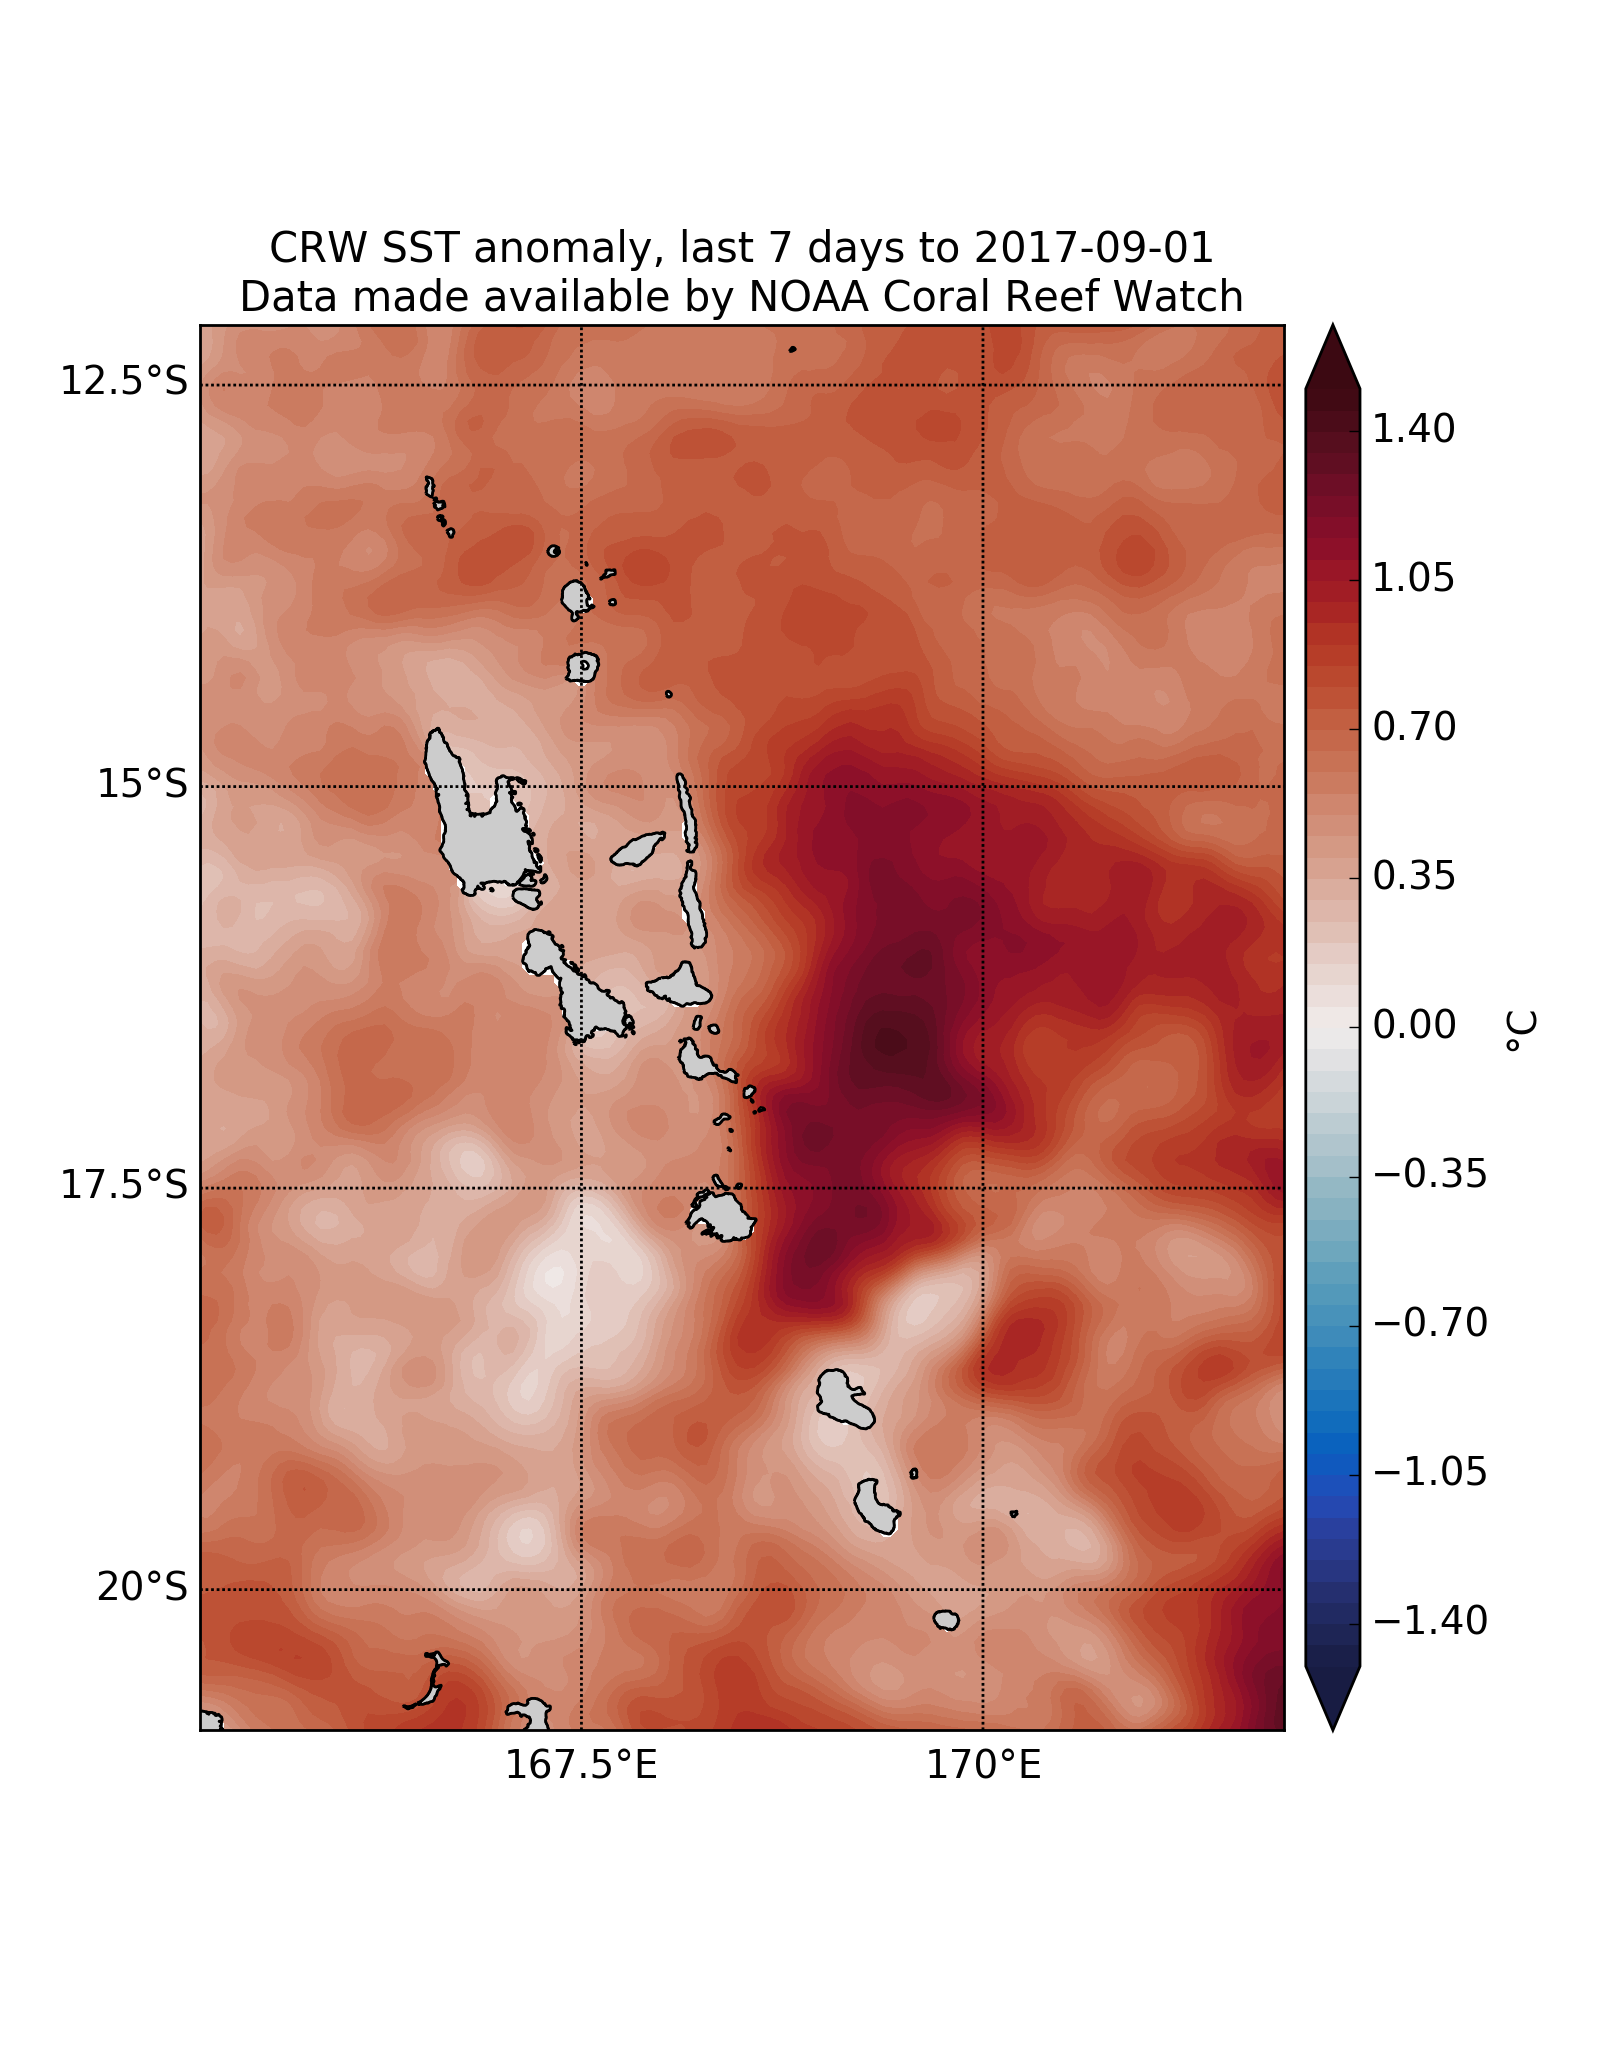 CRW SST anomaly, last 7 days to 2017-09-01
Data made available by NOAA Coral Reef Watch
12.5°S
15°S
17.5°S
20°S
167.5°E
170°E
1.40
1.05
0.70
0.35
0.00
−0.35
−0.70
−1.05
−1.40
°C